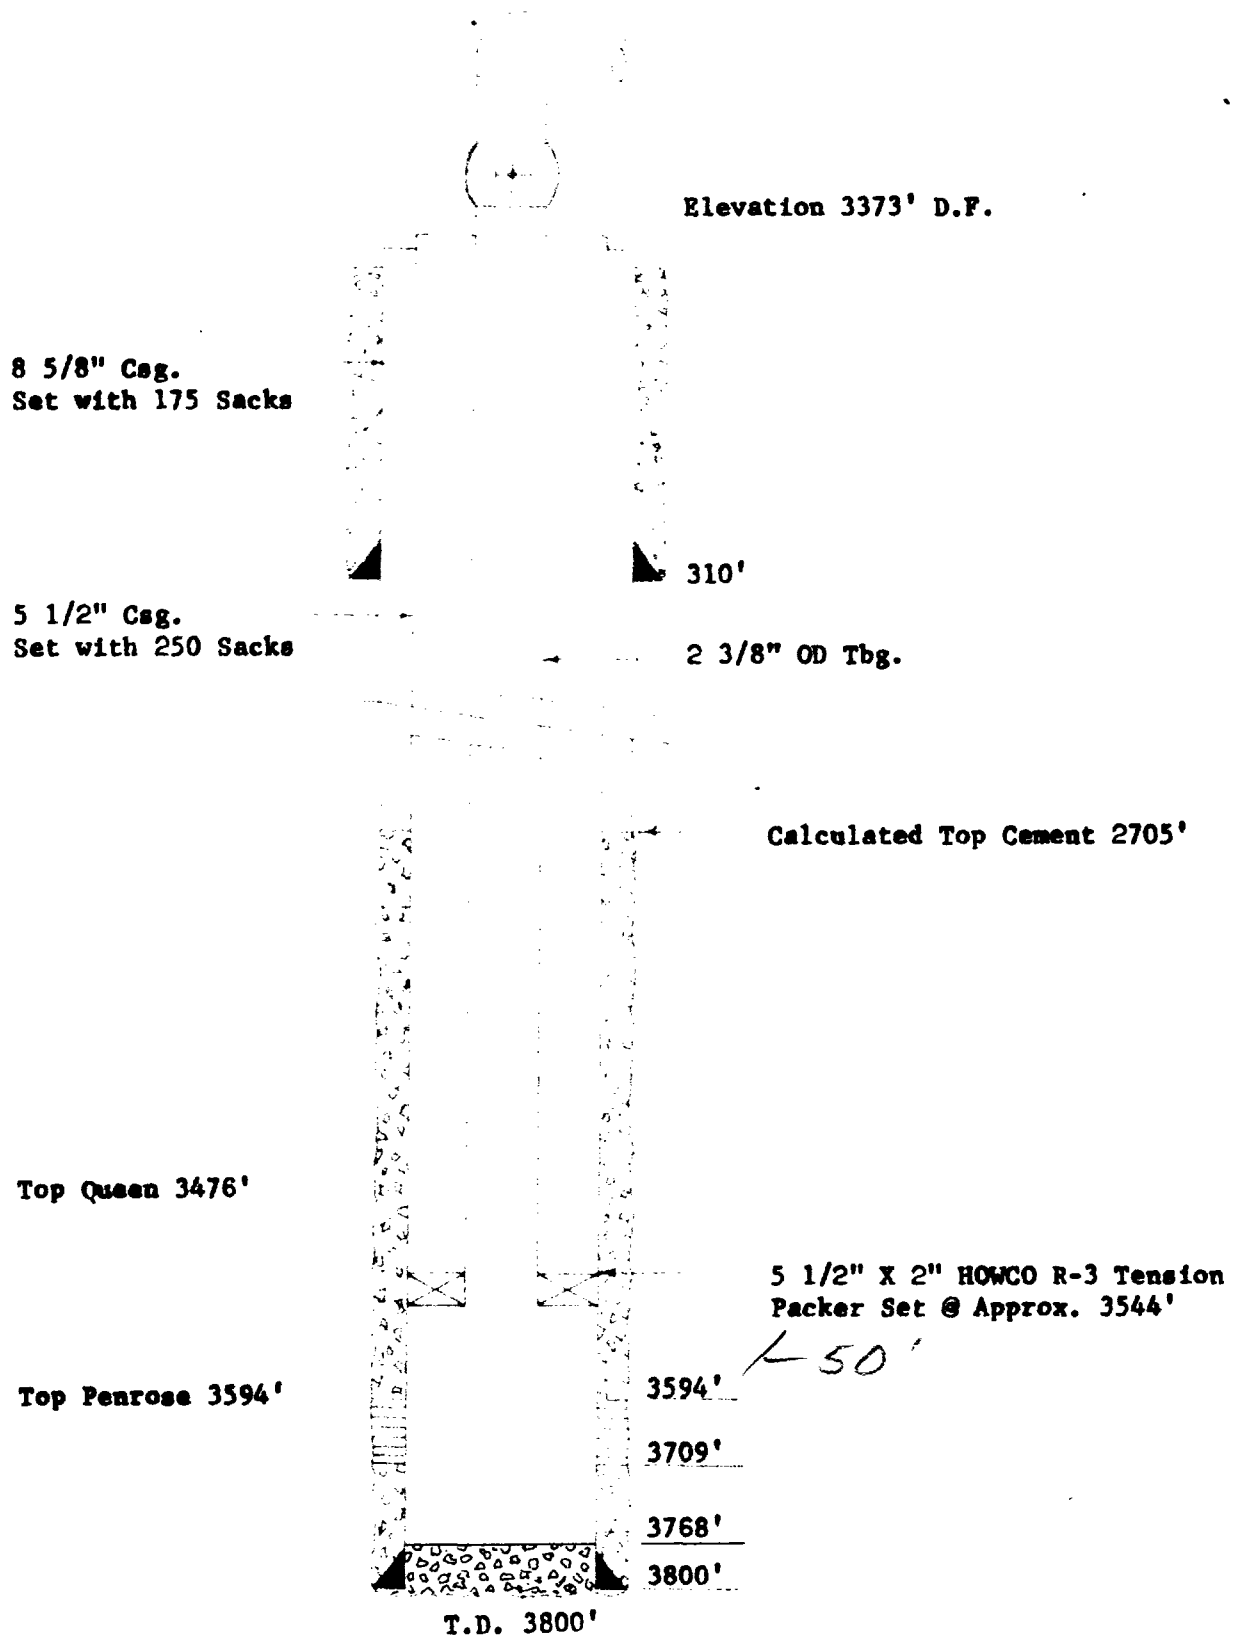 Elevation 3373' D.F.
8 5/8" Csg.
Set with 175 Sacks
310'
5 1/2" Csg.
Set with 250 Sacks
2 3/8" OD Tbg.
Calculated Top Cement 2705'
Top Queen 3476'
5 1/2" X 2" HOWCO R-3 Tension
Packer Set @ Approx. 3544'
50'
Top Penrose 3594'
3594'
3709'
3768'
3800'
T.D. 3800'